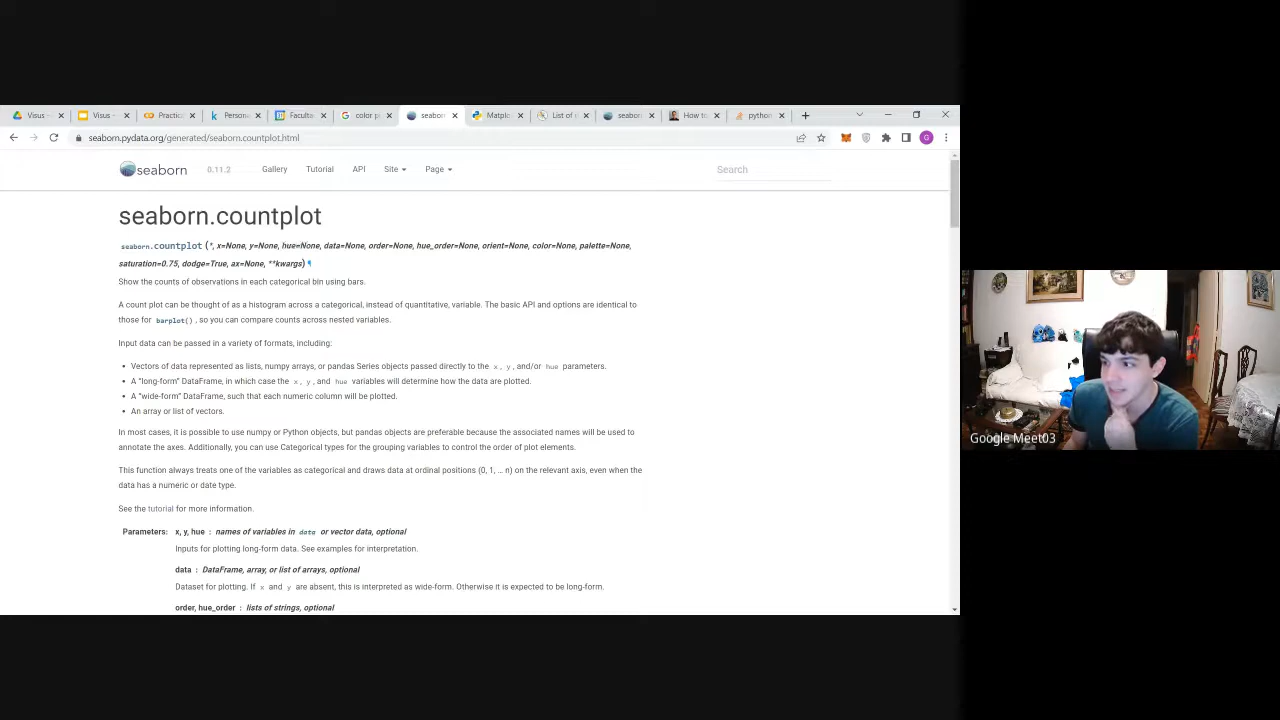 Visus
Visus
Practic
Person
Faculta
color p
seabor
Matplo
List of
seabor
How to
python
seaborn.pydata.org/generated/seaborn.countplot.html
seaborn 0.11.2 Gallery Tutorial API Site Page Search
seaborn.countplot
seaborn.countplot (*, x=None, y=None, hue=None, data=None, order=None, hue_order=None, orient=None, color=None, palette=None,
saturation=0.75, dodge=True, ax=None, **kwargs) ¶
Show the counts of observations in each categorical bin using bars.
A count plot can be thought of as a histogram across a categorical, instead of quantitative, variable. The basic API and options are identical to
those for barplot(), so you can compare counts across nested variables.
Input data can be passed in a variety of formats, including:
• Vectors of data represented as lists, numpy arrays, or pandas Series objects passed directly to the x, y, and/or hue parameters.
• A "long-form" DataFrame, in which case the x, y, and hue variables will determine how the data are plotted.
• A "wide-form" DataFrame, such that each numeric column will be plotted.
• An array or list of vectors.
In most cases, it is possible to use numpy or Python objects, but pandas objects are preferable because the associated names will be used to
annotate the axes. Additionally, you can use Categorical types for the grouping variables to control the order of plot elements.
This function always treats one of the variables as categorical and draws data at ordinal positions (0, 1, … n) on the relevant axis, even when the
data has a numeric or date type.
See the tutorial for more information.
Parameters: x, y, hue : names of variables in data or vector data, optional
Inputs for plotting long-form data. See examples for interpretation.
data : DataFrame, array, or list of arrays, optional
Dataset for plotting. If x and y are absent, this is interpreted as wide-form. Otherwise it is expected to be long-form.
order, hue_order : lists of strings, optional
Google Meet03